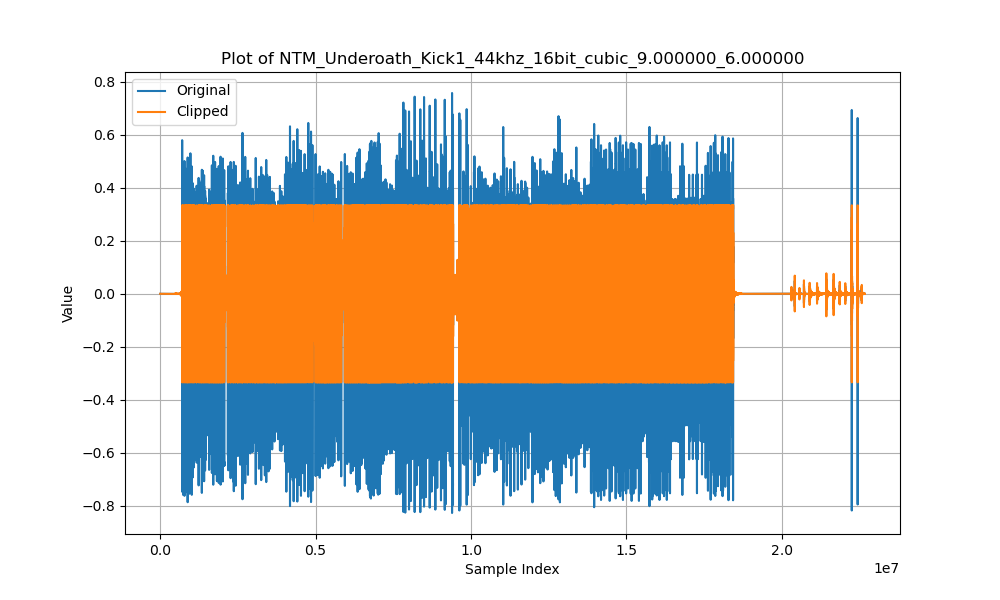 Plot of NTM_Underoath_Kick1_44khz_16bit_cubic_9.000000_6.000000
Original
Clipped
0.8
0.6
0.4
0.2
0.0
−0.2
−0.4
−0.6
−0.8
Value
0.0 0.5 1.0 1.5 2.0
1e7
Sample Index